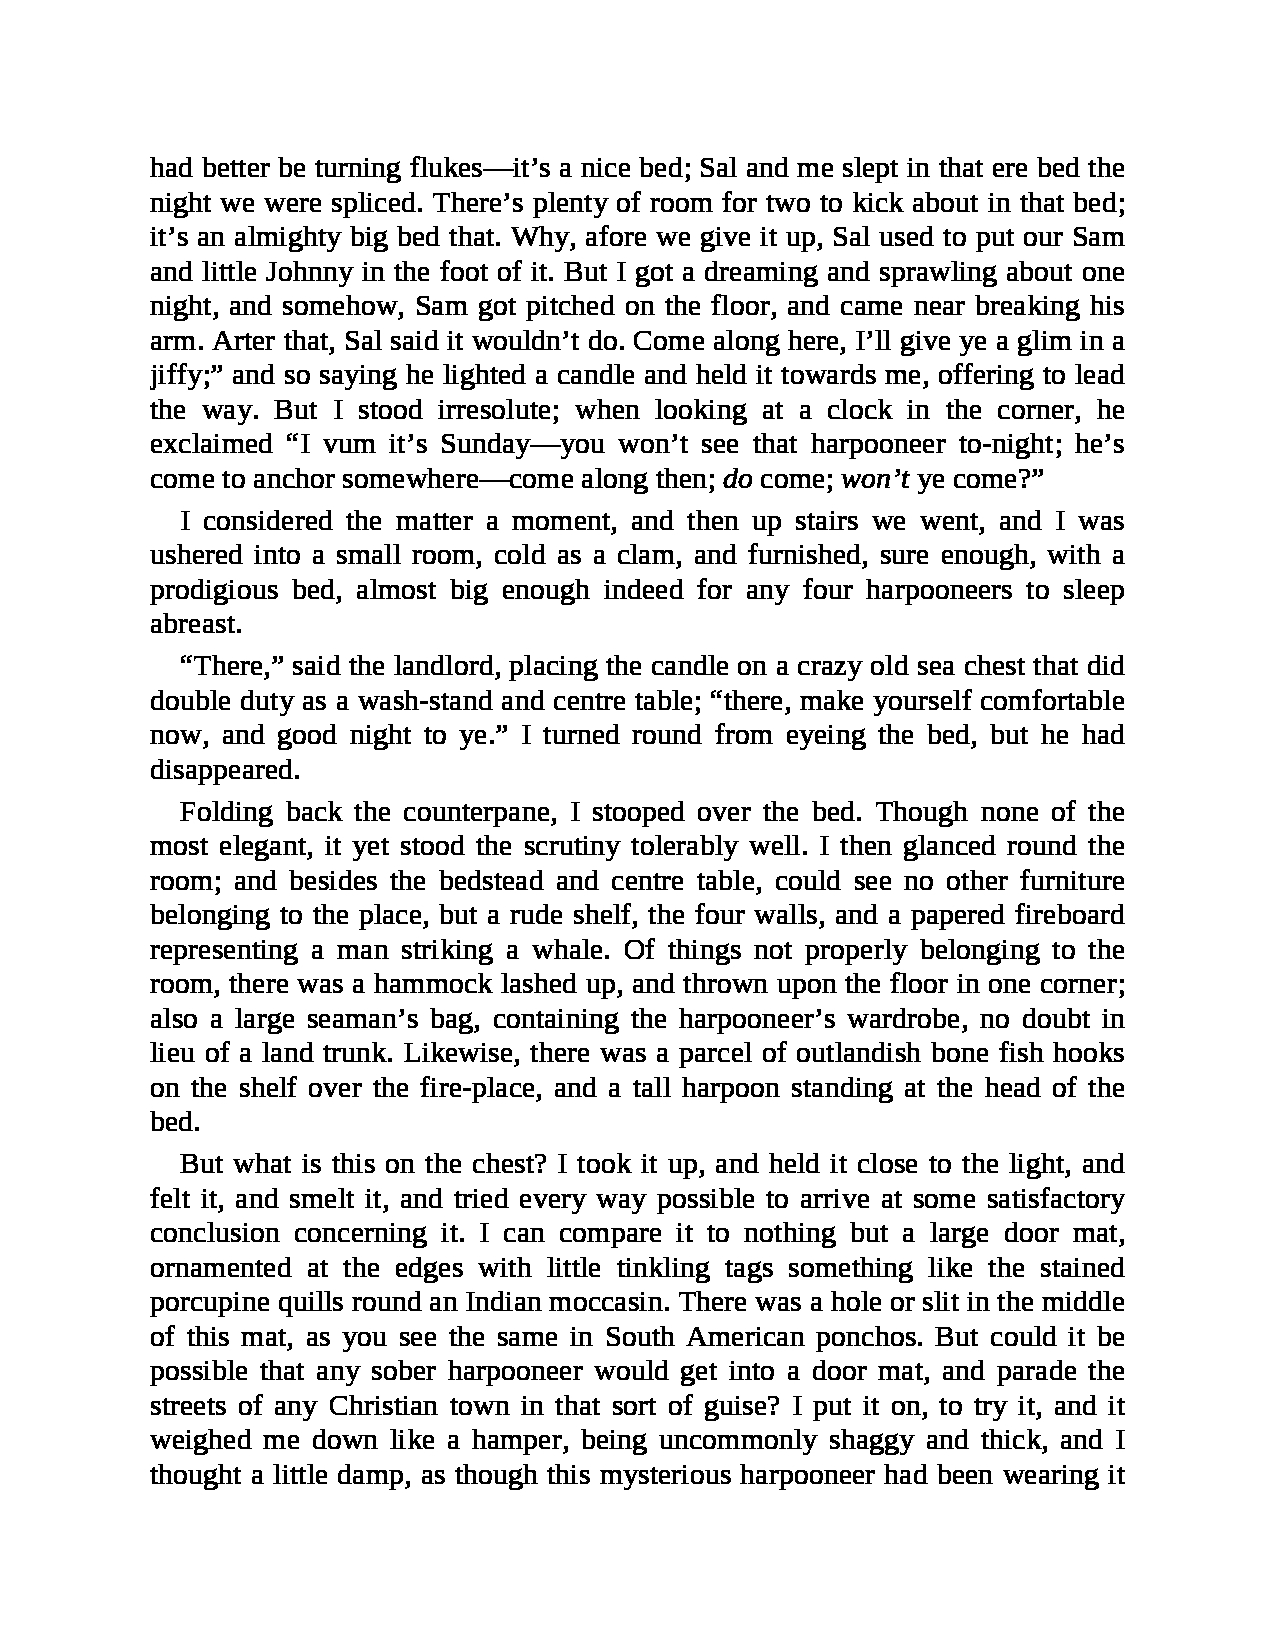 had better be turning flukes—it’s a nice bed; Sal and me slept in that ere bed the
night we were spliced. There’s plenty of room for two to kick about in that bed;
it’s an almighty big bed that. Why, afore we give it up, Sal used to put our Sam
and little Johnny in the foot of it. But I got a dreaming and sprawling about one
night, and somehow, Sam got pitched on the floor, and came near breaking his
arm. Arter that, Sal said it wouldn’t do. Come along here, I’ll give ye a glim in a
jiffy;” and so saying he lighted a candle and held it towards me, offering to lead
the way. But I stood irresolute; when looking at a clock in the corner, he
exclaimed “I vum it’s Sunday—you won’t see that harpooneer to-night; he’s
come to anchor somewhere—come along then; do come; won’t ye come?”
I considered the matter a moment, and then up stairs we went, and I was
ushered into a small room, cold as a clam, and furnished, sure enough, with a
prodigious bed, almost big enough indeed for any four harpooneers to sleep
abreast.
“There,” said the landlord, placing the candle on a crazy old sea chest that did
double duty as a wash-stand and centre table; “there, make yourself comfortable
now, and good night to ye.” I turned round from eyeing the bed, but he had
disappeared.
Folding back the counterpane, I stooped over the bed. Though none of the
most elegant, it yet stood the scrutiny tolerably well. I then glanced round the
room; and besides the bedstead and centre table, could see no other furniture
belonging to the place, but a rude shelf, the four walls, and a papered fireboard
representing a man striking a whale. Of things not properly belonging to the
room, there was a hammock lashed up, and thrown upon the floor in one corner;
also a large seaman’s bag, containing the harpooneer’s wardrobe, no doubt in
lieu of a land trunk. Likewise, there was a parcel of outlandish bone fish hooks
on the shelf over the fire-place, and a tall harpoon standing at the head of the
bed.
But what is this on the chest? I took it up, and held it close to the light, and
felt it, and smelt it, and tried every way possible to arrive at some satisfactory
conclusion concerning it. I can compare it to nothing but a large door mat,
ornamented at the edges with little tinkling tags something like the stained
porcupine quills round an Indian moccasin. There was a hole or slit in the middle
of this mat, as you see the same in South American ponchos. But could it be
possible that any sober harpooneer would get into a door mat, and parade the
streets of any Christian town in that sort of guise? I put it on, to try it, and it
weighed me down like a hamper, being uncommonly shaggy and thick, and I
thought a little damp, as though this mysterious harpooneer had been wearing it